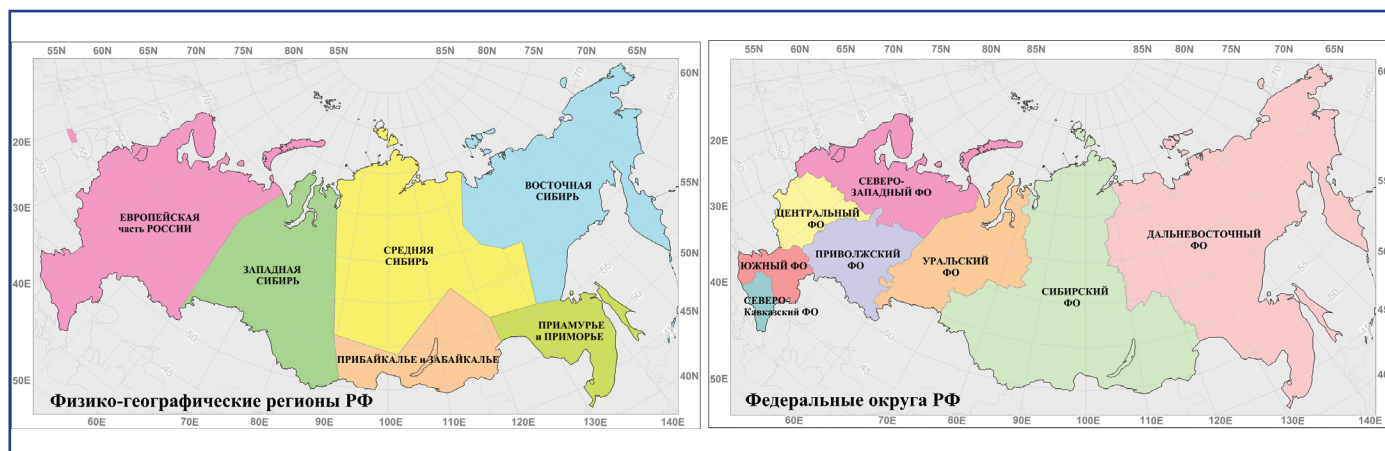 55N 60N 65N 70N 75N 80N 85N 85N 80N 75N 70N 65N
60N
20E
30E
40E
50E
55N
50N
45N
40N
ЕВРОПЕЙСКАЯ
часть РОССИИ
ЗАПАДНАЯ
СИБИРЬ
СРЕДНЯЯ
СИБИРЬ
ВОСТОЧНАЯ
СИБИРЬ
ПРИБАЙКАЛЬЕ и ЗАБАЙКАЛЬЕ
ПРИАМУРЬЕ
и ПРИМОРЬЕ
Физико-географические регионы РФ
60E 70E 80E 90E 100E 110E 120E 130E 140E
55N 60N 65N 70N 75N 80N 85N 85N 80N 75N 70N 65N
20E
30E
40E
50E
СЕВЕРО-
ЗАПАДНЫЙ ФО
ЦЕНТРАЛЬНЫЙ
ФО
ПРИВОЛЖСКИЙ
ФО
ЮЖНЫЙ ФО
СЕВЕРО-
Кавказский ФО
УРАЛЬСКИЙ
ФО
СИБИРСКИЙ
ФО
ДАЛЬНЕВОСТОЧНЫЙ
ФО
Федеральные округа РФ
60E 70E 80E 90E 100E 110E 120E 130E 140E